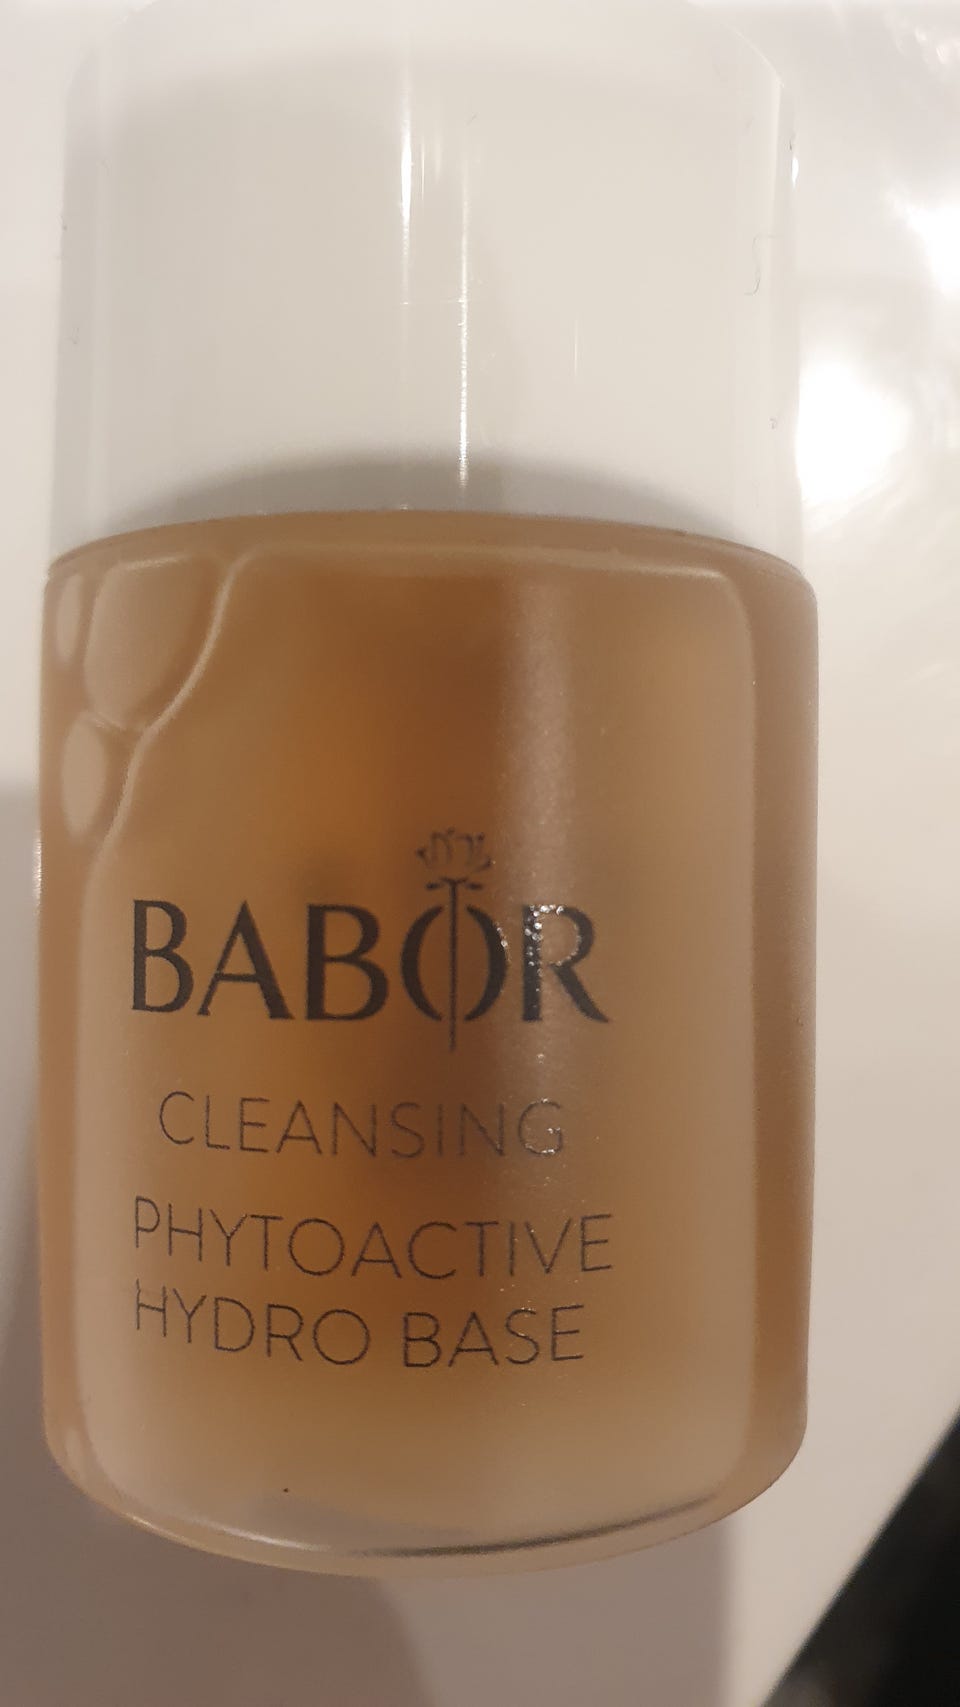 BABOR
CLEANSING
PHYTOACTIVE
HYDRO BASE